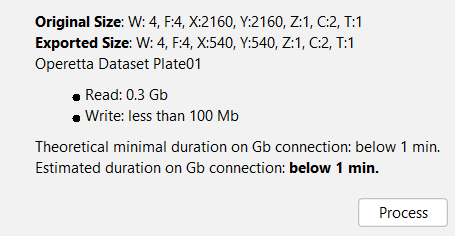 Original Size: W: 4, F:4, X:2160, Y:2160, Z:1, C:2, T:1
Exported Size: W: 4, F:4, X:540, Y:540, Z:1, C:2, T:1
Operetta Dataset Plate01
● Read: 0.3 Gb
● Write: less than 100 Mb
Theoretical minimal duration on Gb connection: below 1 min.
Estimated duration on Gb connection: below 1 min.
Process